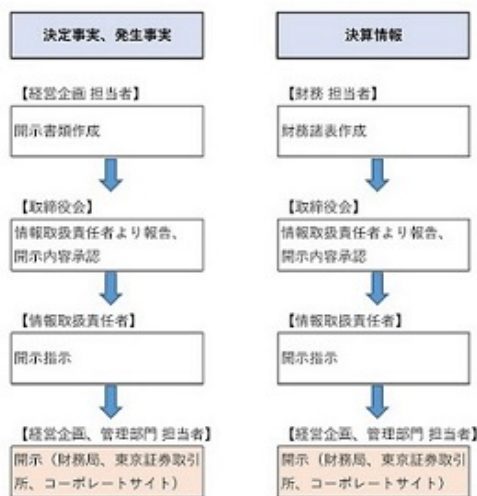 決定事実、発生事実
【経営企画 担当者】
開示書類作成
【取締役会】
情報取扱責任者より報告、
開示内容承認
【情報取扱責任者】
開示指示
【経営企画、管理部門 担当者】
開示（財務局、東京証券取引
所、コーポレートサイト）
決算情報
【財務 担当者】
財務諸表作成
【取締役会】
情報取扱責任者より報告、
開示内容承認
【情報取扱責任者】
開示指示
【経営企画、管理部門 担当者】
開示（財務局、東京証券取引
所、コーポレートサイト）